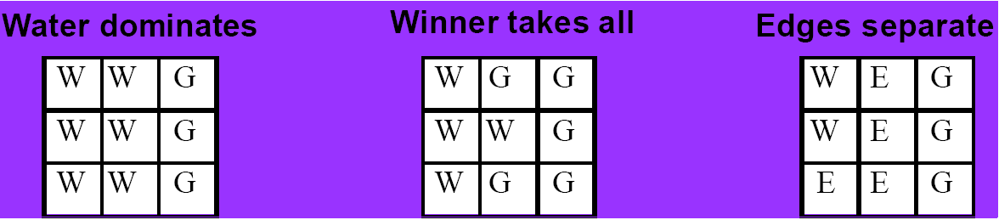 Water dominates
Winner takes all
Edges separate
W W G
W W G
W W G
W G G
W W G
W G G
W E G
W E G
E E G